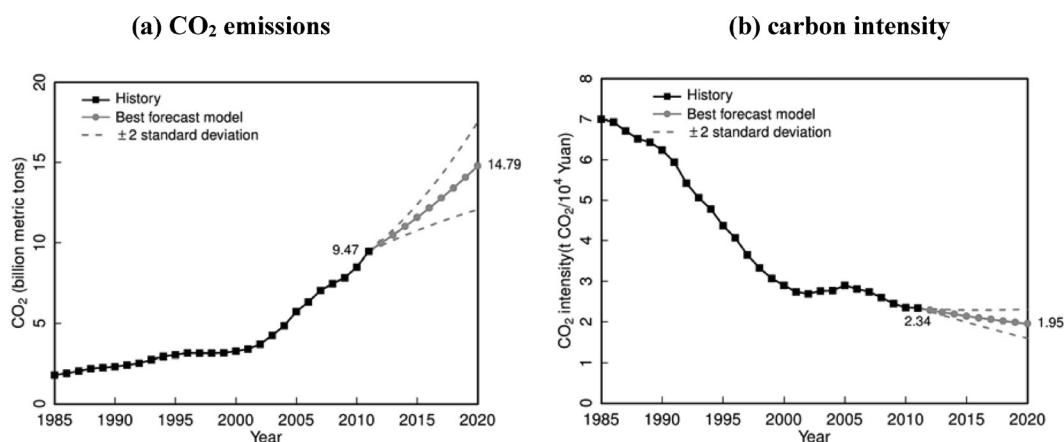 (a) CO₂ emissions
20
15
10
5
0
CO₂ (billion metric tons)
History
Best forecast model
±2 standard deviation
9.47
14.79
1985 1990 1995 2000 2005 2010 2015 2020
Year
(b) carbon intensity
8
7
6
5
4
3
2
1
0
CO₂ intensity(t CO₂/10⁴ Yuan)
History
Best forecast model
±2 standard deviation
2.34
1.95
1985 1990 1995 2000 2005 2010 2015 2020
Year